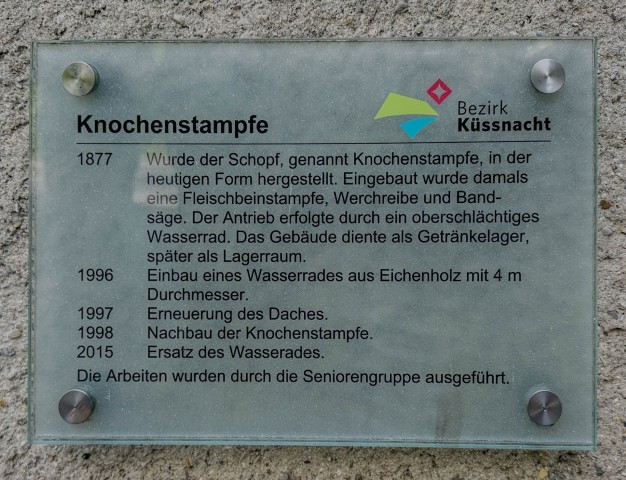 Bezirk
Küssnacht
Knochenstampfe
1877 Wurde der Schopf, genannt Knochenstampfe, in der
heutigen Form hergestellt. Eingebaut wurde damals
eine Fleischbeinstampfe, Werchreibe und Band-
säge. Der Antrieb erfolgte durch ein oberschlächtiges
Wasserrad. Das Gebäude diente als Getränkelager,
später als Lagerraum.
1996 Einbau eines Wasserrades aus Eichenholz mit 4 m
Durchmesser.
1997 Erneuerung des Daches.
1998 Nachbau der Knochenstampfe.
2015 Ersatz des Wasserades.
Die Arbeiten wurden durch die Seniorengruppe ausgeführt.